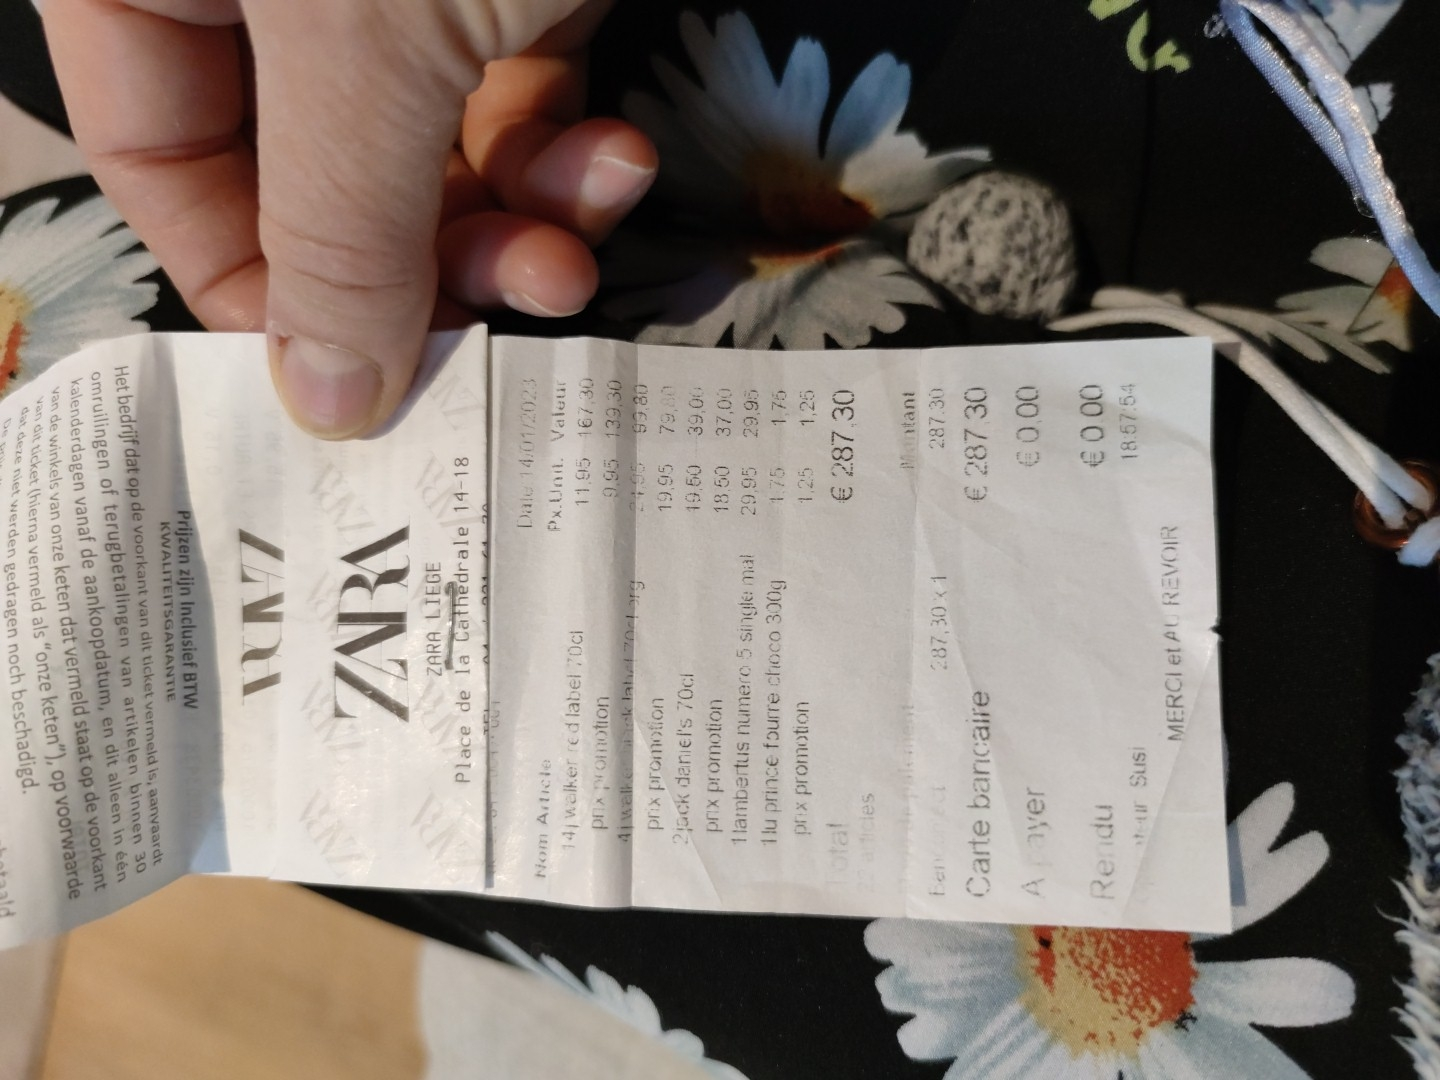 Het bedrijf dat op de voorkant van dit ticket vermeld is, aanvaardt
omruilingen of terugbetalingen van artikelen binnen 30
kalenderdagen vanaf de aankoopdatum, en dit alleen in één
van de winkels van onze keten dat vermeld staat op de voorkant
van dit ticket (hierna vermeld als "onze keten"), op voorwaarde
dat deze niet werden gedragen noch beschadigd.
KWALITEITSGARANTIE
Prijzen zijn Inclusief BTW
ZARA
ZARA
ZARA LIEGE
Place de la Cathedrale 14-18
Date 14/01/2023
Nom Article Px.Unit. Valeur
14j walker red label 70cl 11,95 167,30
prix promotion 9,95 139,30
4j 99,80
prix promotion 19,95 79,80
2jack daniel's 70cl 19,50 39,00
prix promotion 18,50 37,00
1lambertus numero 5 single mal 29,95 29,95
1lu prince fourre choco 300g 1,75 1,75
prix promotion 1,25 1,25
Total € 287,30
articles
Montant
287,30 x 1 287,30
Carte bancaire € 287,30
A payer € 0,00
Rendu € 0,00
Susi 18:57:54
MERCI et AU REVOIR